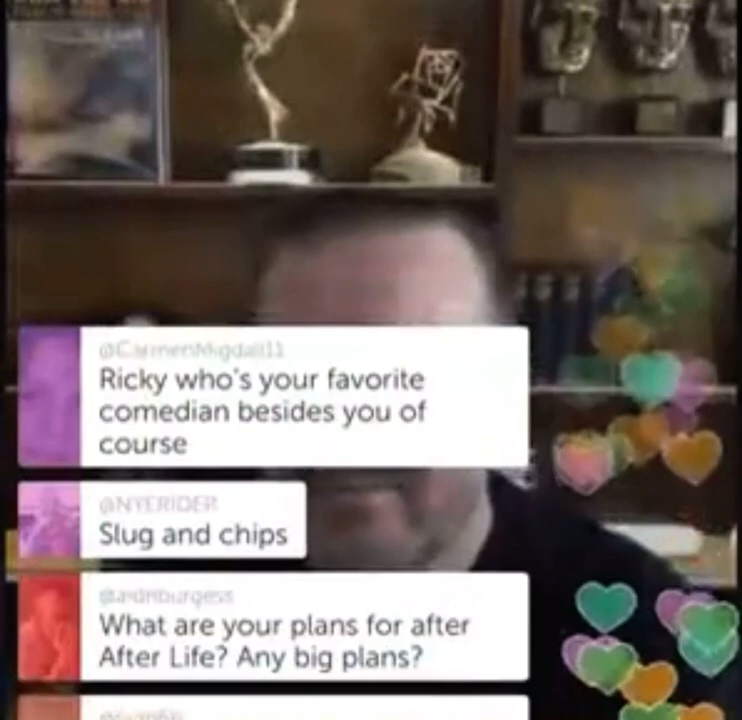 Ricky who's your favorite
comedian besides you of
course
@NYERIDER
Slug and chips
What are your plans for after
After Life? Any big plans?